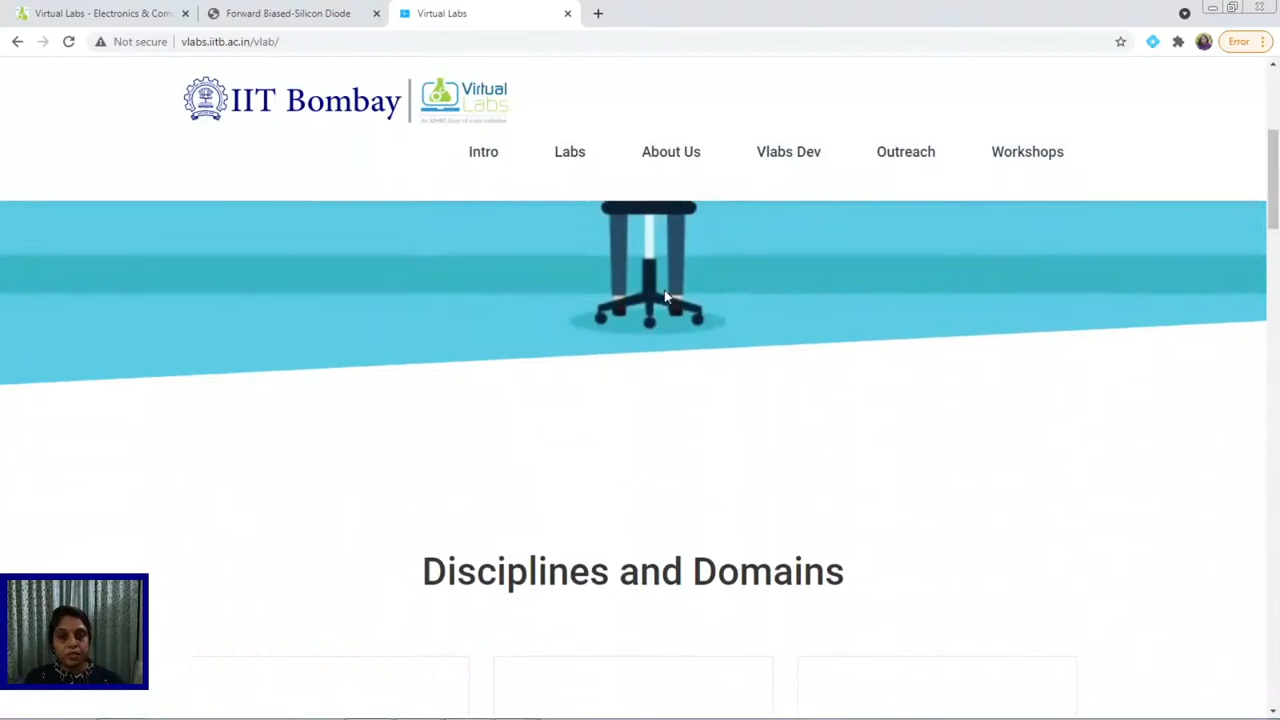 Virtual Labs - Electronics & Com
Forward Biased-Silicon Diode
Virtual Labs
Not secure
vlabs.iitb.ac.in/vlab/
Error
IIT Bombay
Virtual
Labs
Intro
Labs
About Us
Vlabs Dev
Outreach
Workshops
Disciplines and Domains